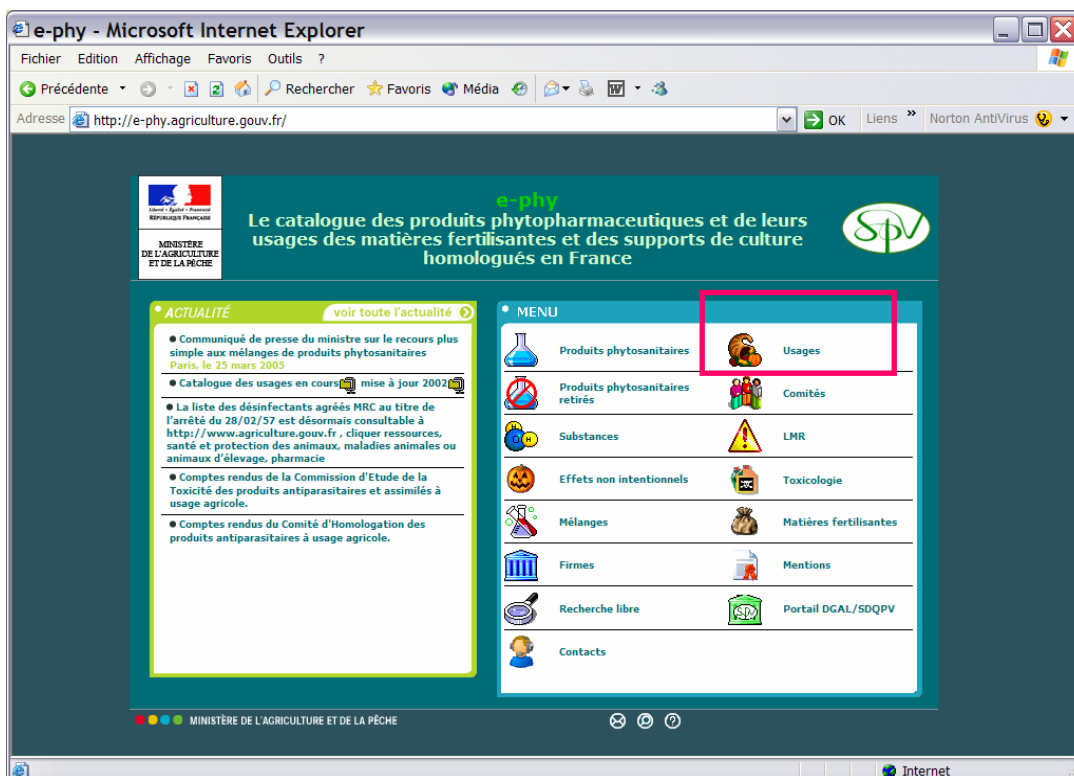 e-phy - Microsoft Internet Explorer
Fichier Edition Affichage Favoris Outils ?
Précédente Rechercher Favoris Média
Adresse http://e-phy.agriculture.gouv.fr/ OK Liens » Norton AntiVirus
Liberté • Égalité • Fraternité
RÉPUBLIQUE FRANÇAISE
MINISTÈRE
DE L'AGRICULTURE
ET DE LA PÊCHE
e-phy
Le catalogue des produits phytopharmaceutiques et de leurs
usages des matières fertilisantes et des supports de culture
homologués en France
SpV
• ACTUALITÉ voir toute l'actualité
• Communiqué de presse du ministre sur le recours plus
simple aux mélanges de produits phytosanitaires
Paris, le 25 mars 2005
• Catalogue des usages en cours mise à jour 2002
• La liste des désinfectants agréés MRC au titre de
l'arrêté du 28/02/57 est désormais consultable à
http://www.agriculture.gouv.fr , cliquer ressources,
santé et protection des animaux, maladies animales ou
animaux d'élevage, pharmacie
• Comptes rendus de la Commission d'Etude de la
Toxicité des produits antiparasitaires et assimilés à
usage agricole.
• Comptes rendus du Comité d'Homologation des
produits antiparasitaires à usage agricole.
• MENU
Produits phytosanitaires
Usages
Produits phytosanitaires
retirés
Comités
Substances
LMR
Effets non intentionnels
Toxicologie
Mélanges
Matières fertilisantes
Firmes
Mentions
Recherche libre
Portail DGAL/SDQPV
Contacts
MINISTÈRE DE L'AGRICULTURE ET DE LA PÊCHE
Internet